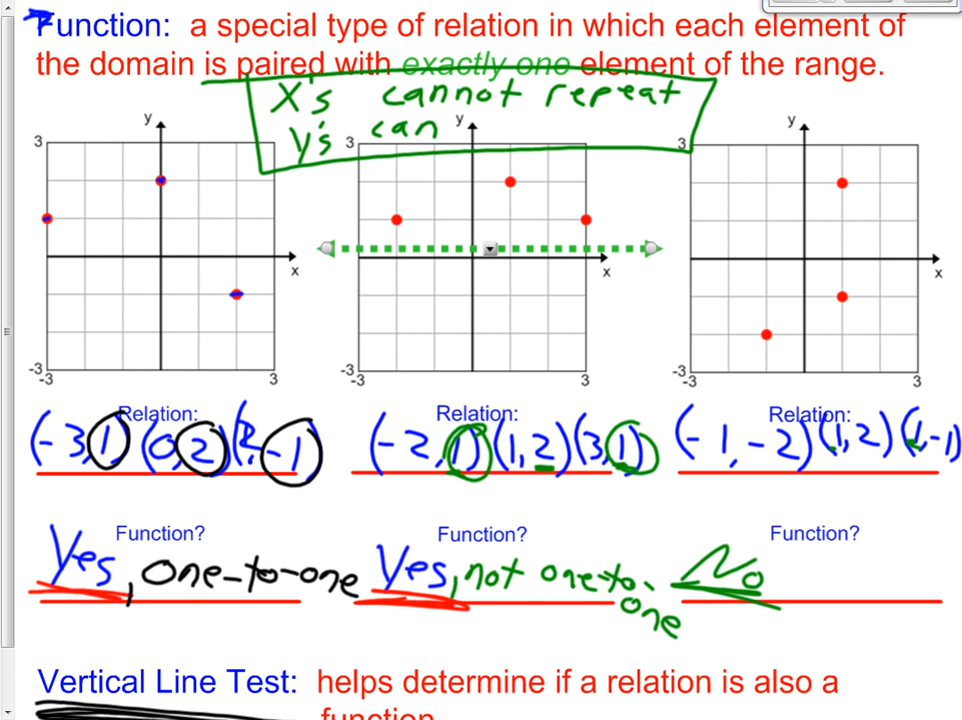 Function: a special type of relation in which each element of
the domain is paired with exactly one element of the range.
X's cannot repeat
y's can
y y y
3 3 3
x x x
-3 -3 -3
-3 3 -3 3 -3 3
Relation: Relation: Relation:
(-3,1) (0,2) (2,-1) (-2,1) (1,2) (3,1) (-1,-2) (1,2) (1,-1)
Function? Function? Function?
Yes, one-to-one Yes, not one-to-one No
Vertical Line Test: helps determine if a relation is also a
function